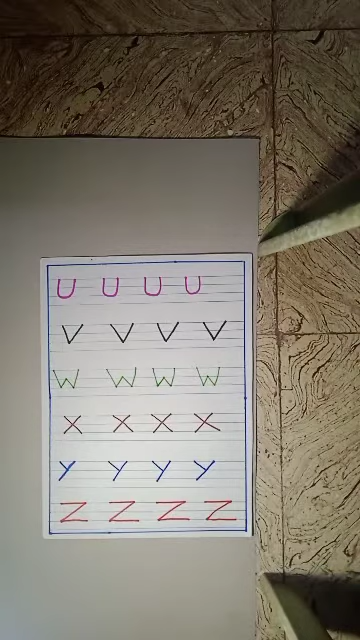 U U U U
V V V V
W W W W
X X X X
Y Y Y Y
Z Z Z Z